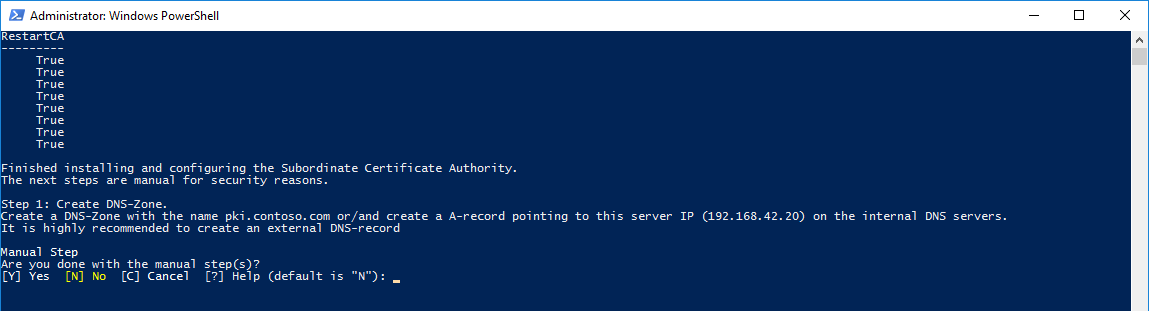 Administrator: Windows PowerShell
RestartCA
---------
True
True
True
True
True
True
True
True
Finished installing and configuring the Subordinate Certificate Authority.
The next steps are manual for security reasons.
Step 1: Create DNS-Zone.
Create a DNS-Zone with the name pki.contoso.com or/and create a A-record pointing to this server IP (192.168.42.20) on the internal DNS servers.
It is highly recommended to create an external DNS-record
Manual Step
Are you done with the manual step(s)?
[Y] Yes  [N] No  [C] Cancel  [?] Help (default is "N"):